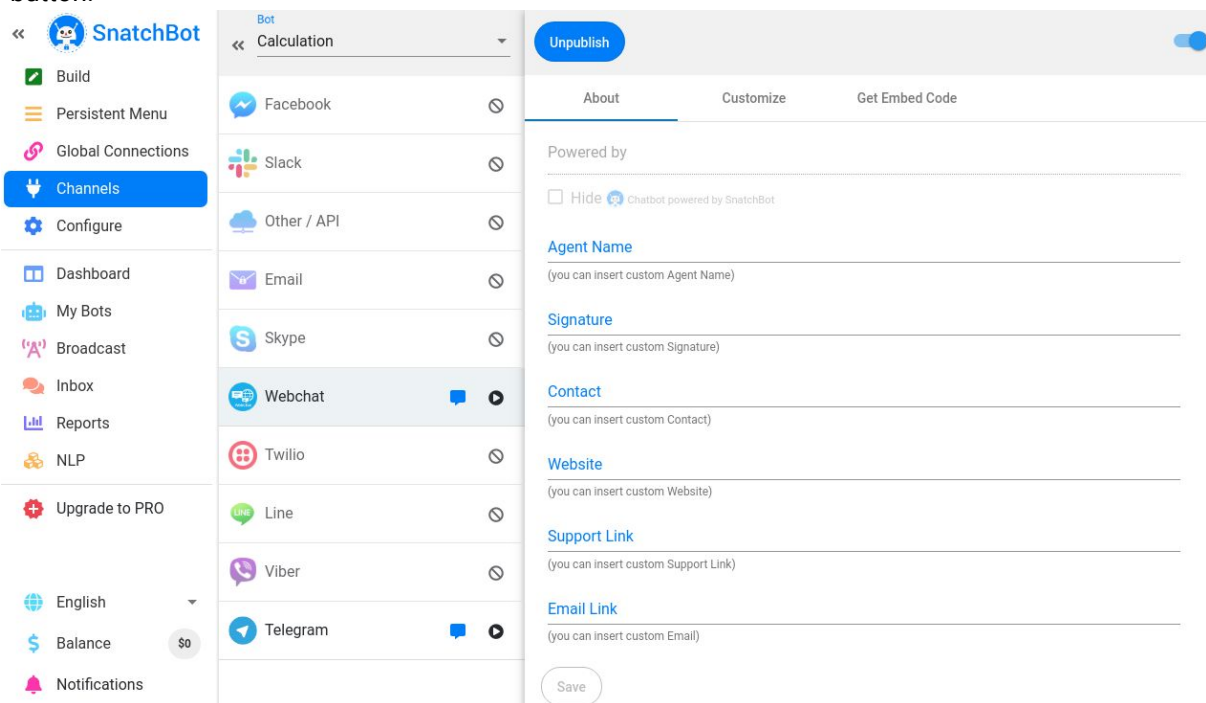 SnatchBot
Build
Persistent Menu
Global Connections
Channels
Configure
Dashboard
My Bots
Broadcast
Inbox
Reports
NLP
Upgrade to PRO
English
Balance $0
Notifications
Bot
Calculation
Facebook
Slack
Other / API
Email
Skype
Webchat
Twilio
LINE
Line
Viber
Telegram
Unpublish
About Customize Get Embed Code
Powered by
Hide Chatbot powered by SnatchBot
Agent Name
(you can insert custom Agent Name)
Signature
(you can insert custom Signature)
Contact
(you can insert custom Contact)
Website
(you can insert custom Website)
Support Link
(you can insert custom Support Link)
Email Link
(you can insert custom Email)
Save